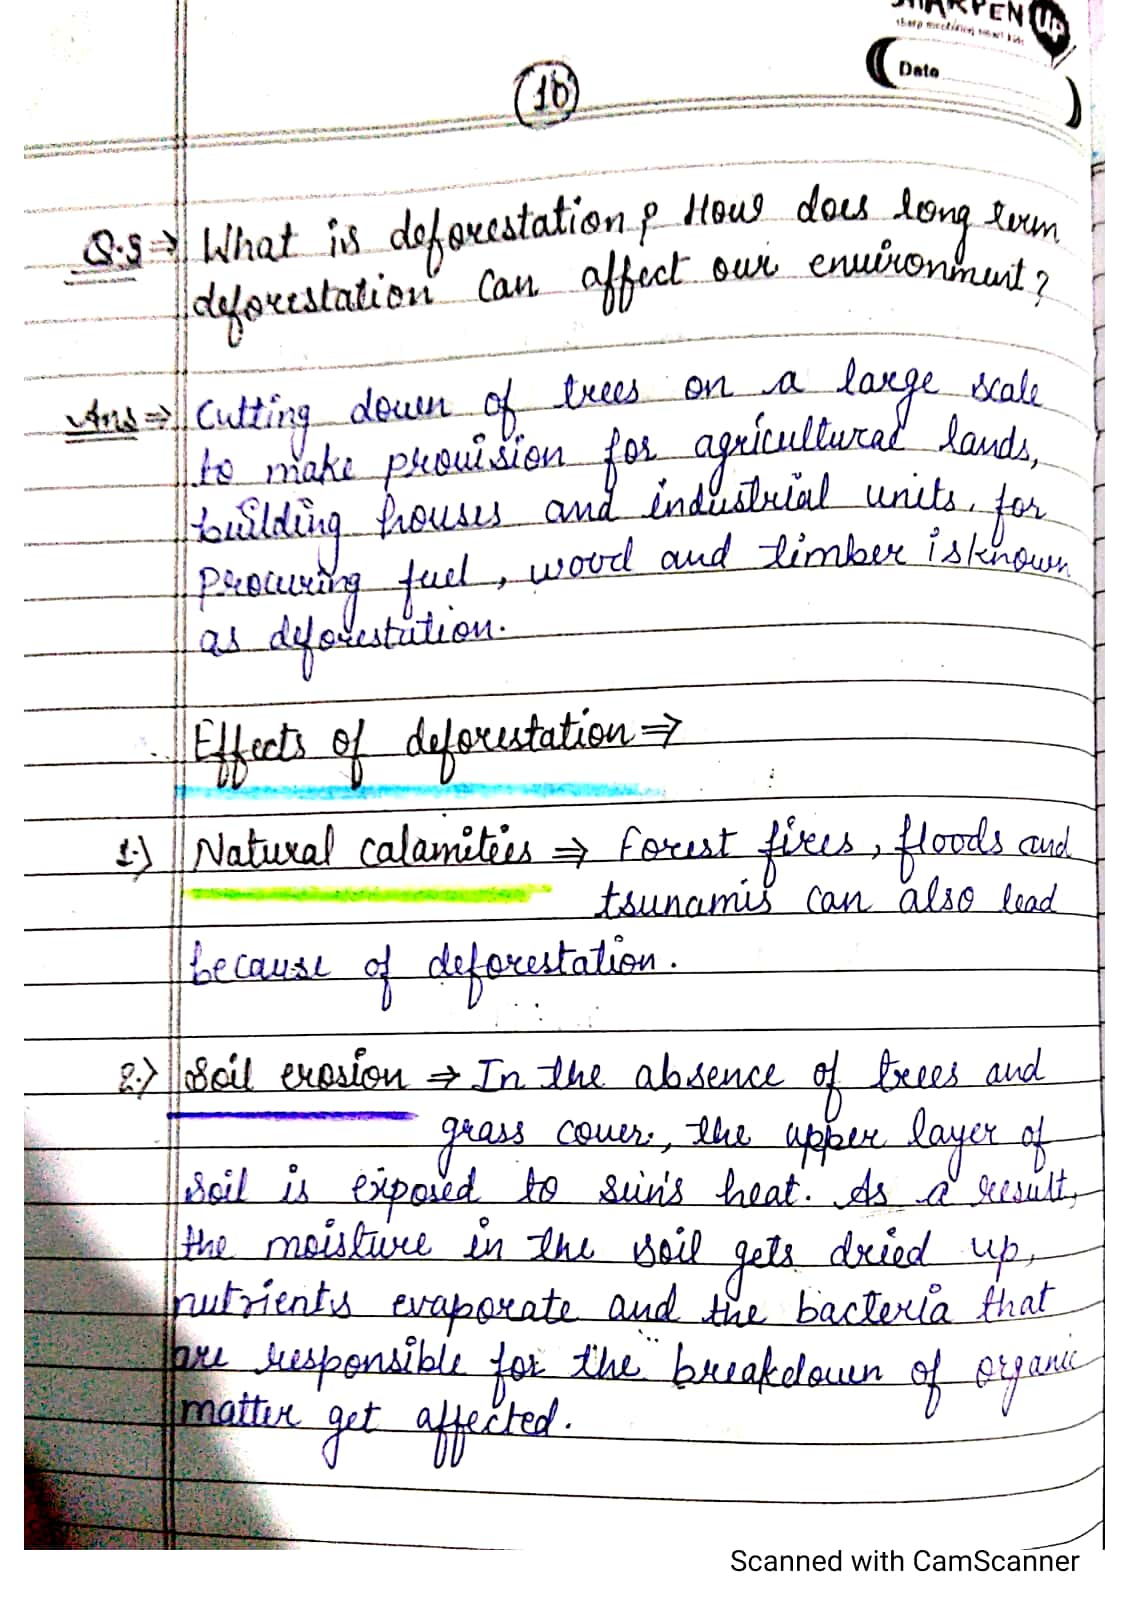 SHARPEN UP
Date
16
Q.5⇒ What is deforestation? How does long term
deforestation can affect our environment?
Ans⇒ Cutting down of trees on a large scale
to make provision for agricultural lands,
building houses and industrial units, for
procuring fuel, wood and timber is known
as deforestation.
Effects of deforestation⇒
1.) Natural calamities ⇒ Forest fires, floods and
tsunamis can also lead
because of deforestation.
2.) Soil erosion ⇒ In the absence of trees and
grass cover, the upper layer of
soil is exposed to sun's heat. As a result,
the moisture in the soil gets dried up,
nutrients evaporate and the bacteria that
are responsible for the breakdown of organic
matter get affected.
Scanned with CamScanner